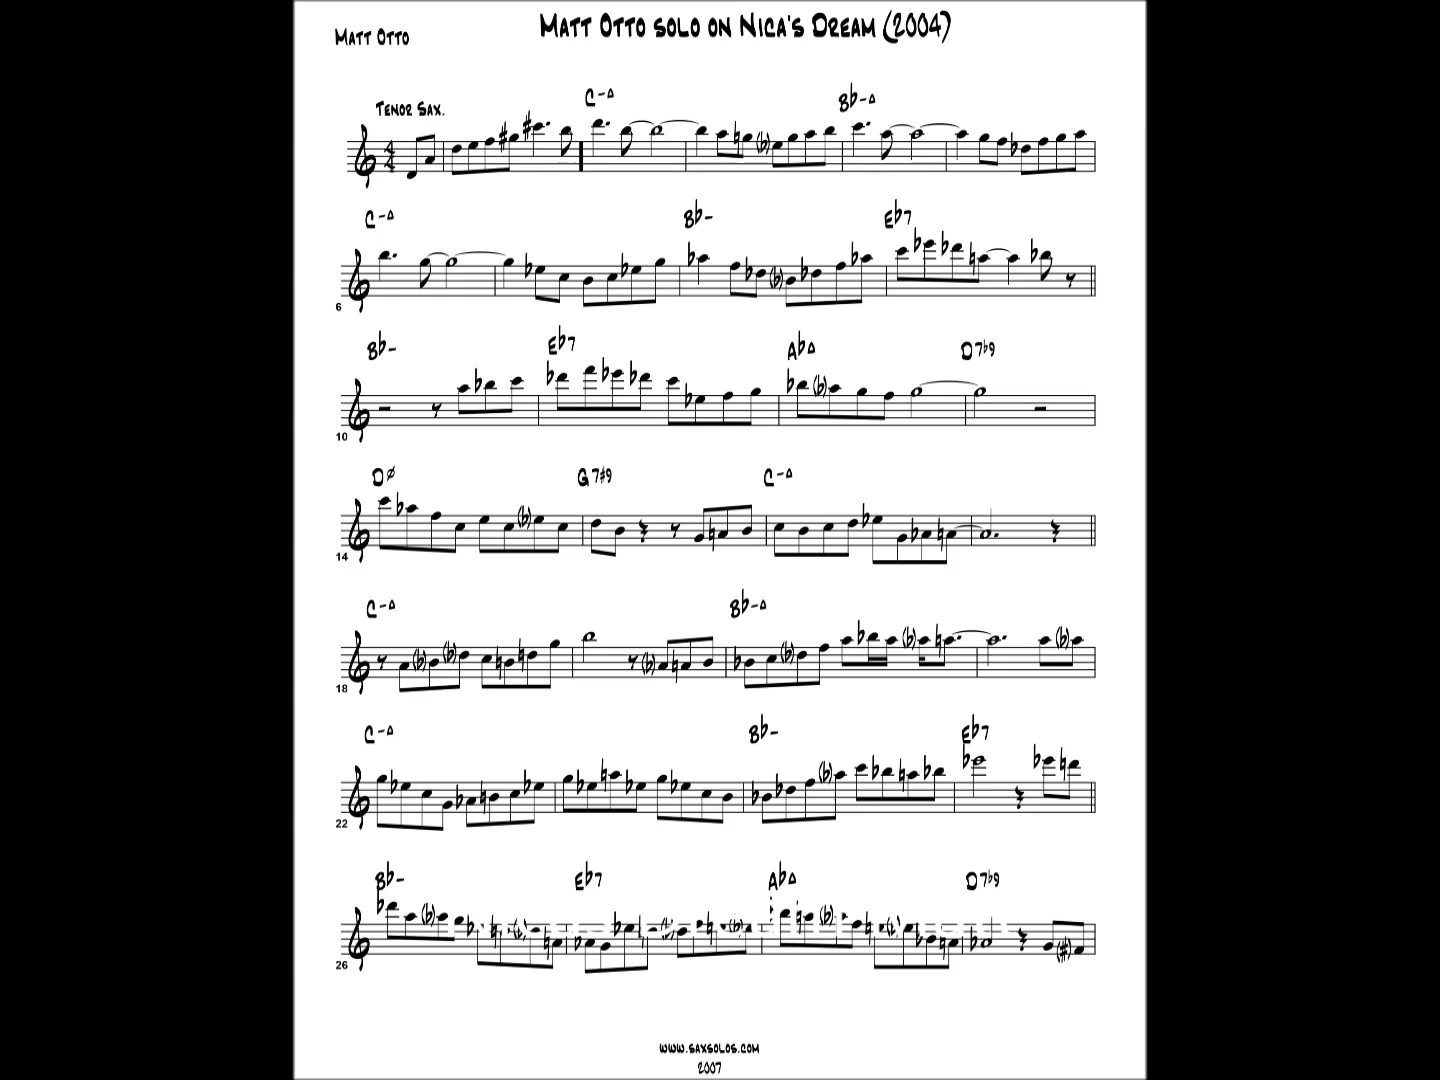 Matt Otto solo on Nica's Dream (2004)
Matt Otto
Tenor Sax.
C-Δ Bb-Δ
4/4
C-Δ Bb- Eb7
6
Bb- Eb7 AbΔ D7b9
10
Dø G7#9 C-Δ
14
C-Δ Bb-Δ
18
C-Δ Bb- Eb7
22
Bb- Eb7 AbΔ D7b9
26
www.saxsolos.com
2007